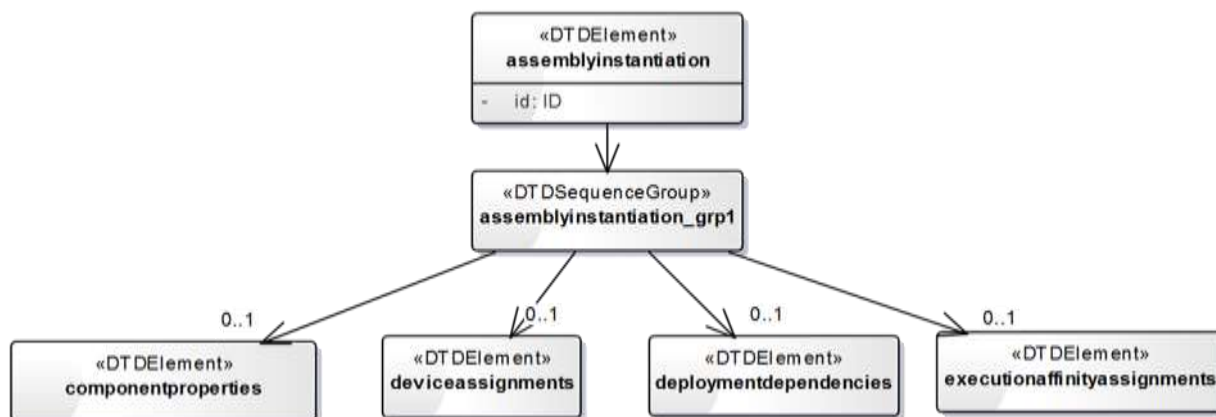 «DTDElement»
assemblyinstantiation
- id: ID
«DTDSequenceGroup»
assemblyinstantiation_grp1
0..1
0..1
0..1
0..1
«DTDElement»
componentproperties
«DTDElement»
deviceassignments
«DTDElement»
deploymentdependencies
«DTDElement»
executionaffinityassignments